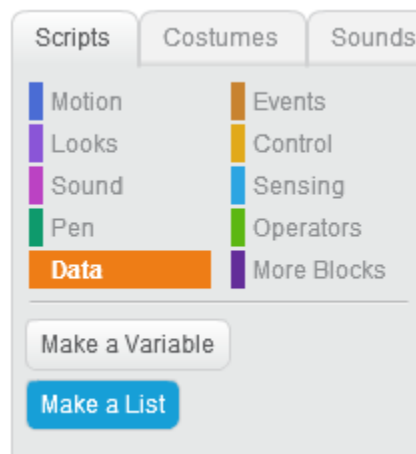 Scripts Costumes Sounds
Motion Events
Looks Control
Sound Sensing
Pen Operators
Data More Blocks
Make a Variable
Make a List